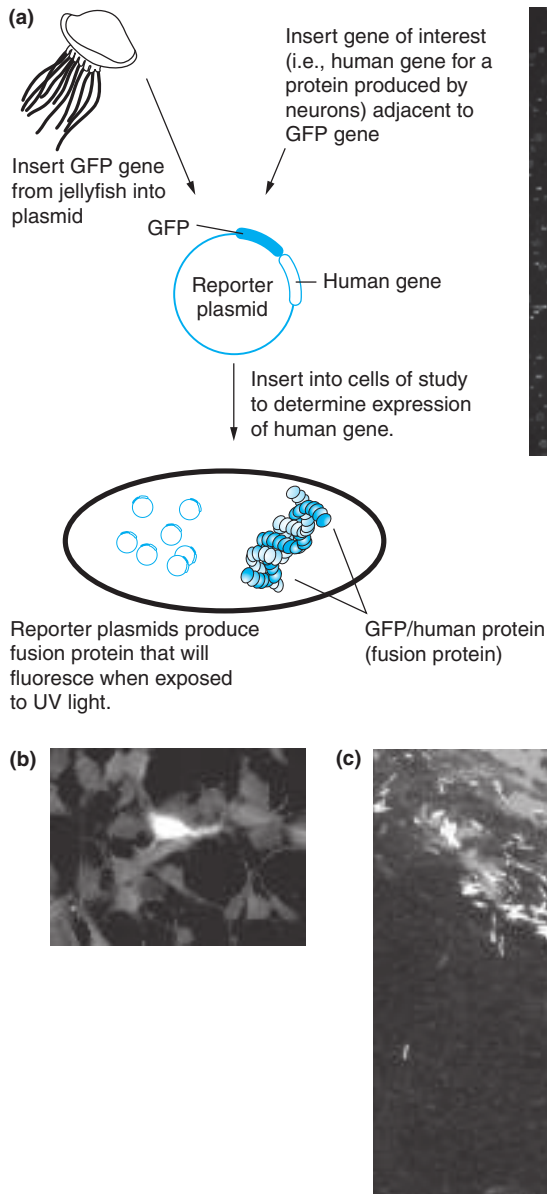 (a)
Insert gene of interest
(i.e., human gene for a
protein produced by
neurons) adjacent to
GFP gene
Insert GFP gene
from jellyfish into
plasmid
GFP
Reporter
plasmid
Human gene
Insert into cells of study
to determine expression
of human gene.
Reporter plasmids produce
fusion protein that will
fluoresce when exposed
to UV light.
GFP/human protein
(fusion protein)
(b)
(c)